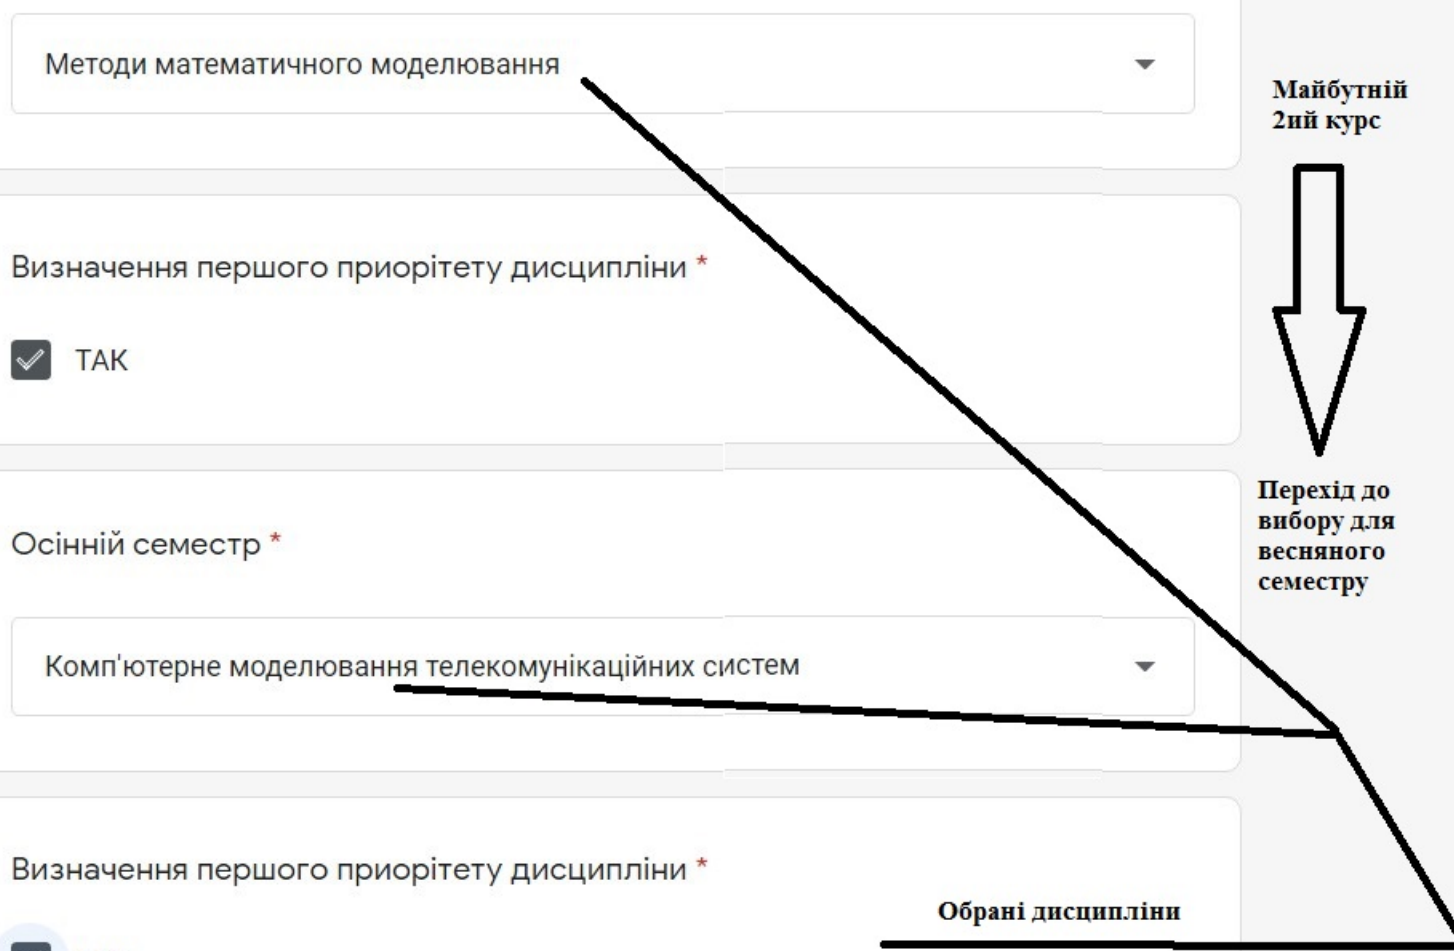 Методи математичного моделювання
Майбутній
2ий курс
Визначення першого приорітету дисципліни *
ТАК
Перехід до
вибору для
весняного
семестру
Осінній семестр *
Комп'ютерне моделювання телекомунікаційних систем
Визначення першого приорітету дисципліни *
Обрані дисципліни